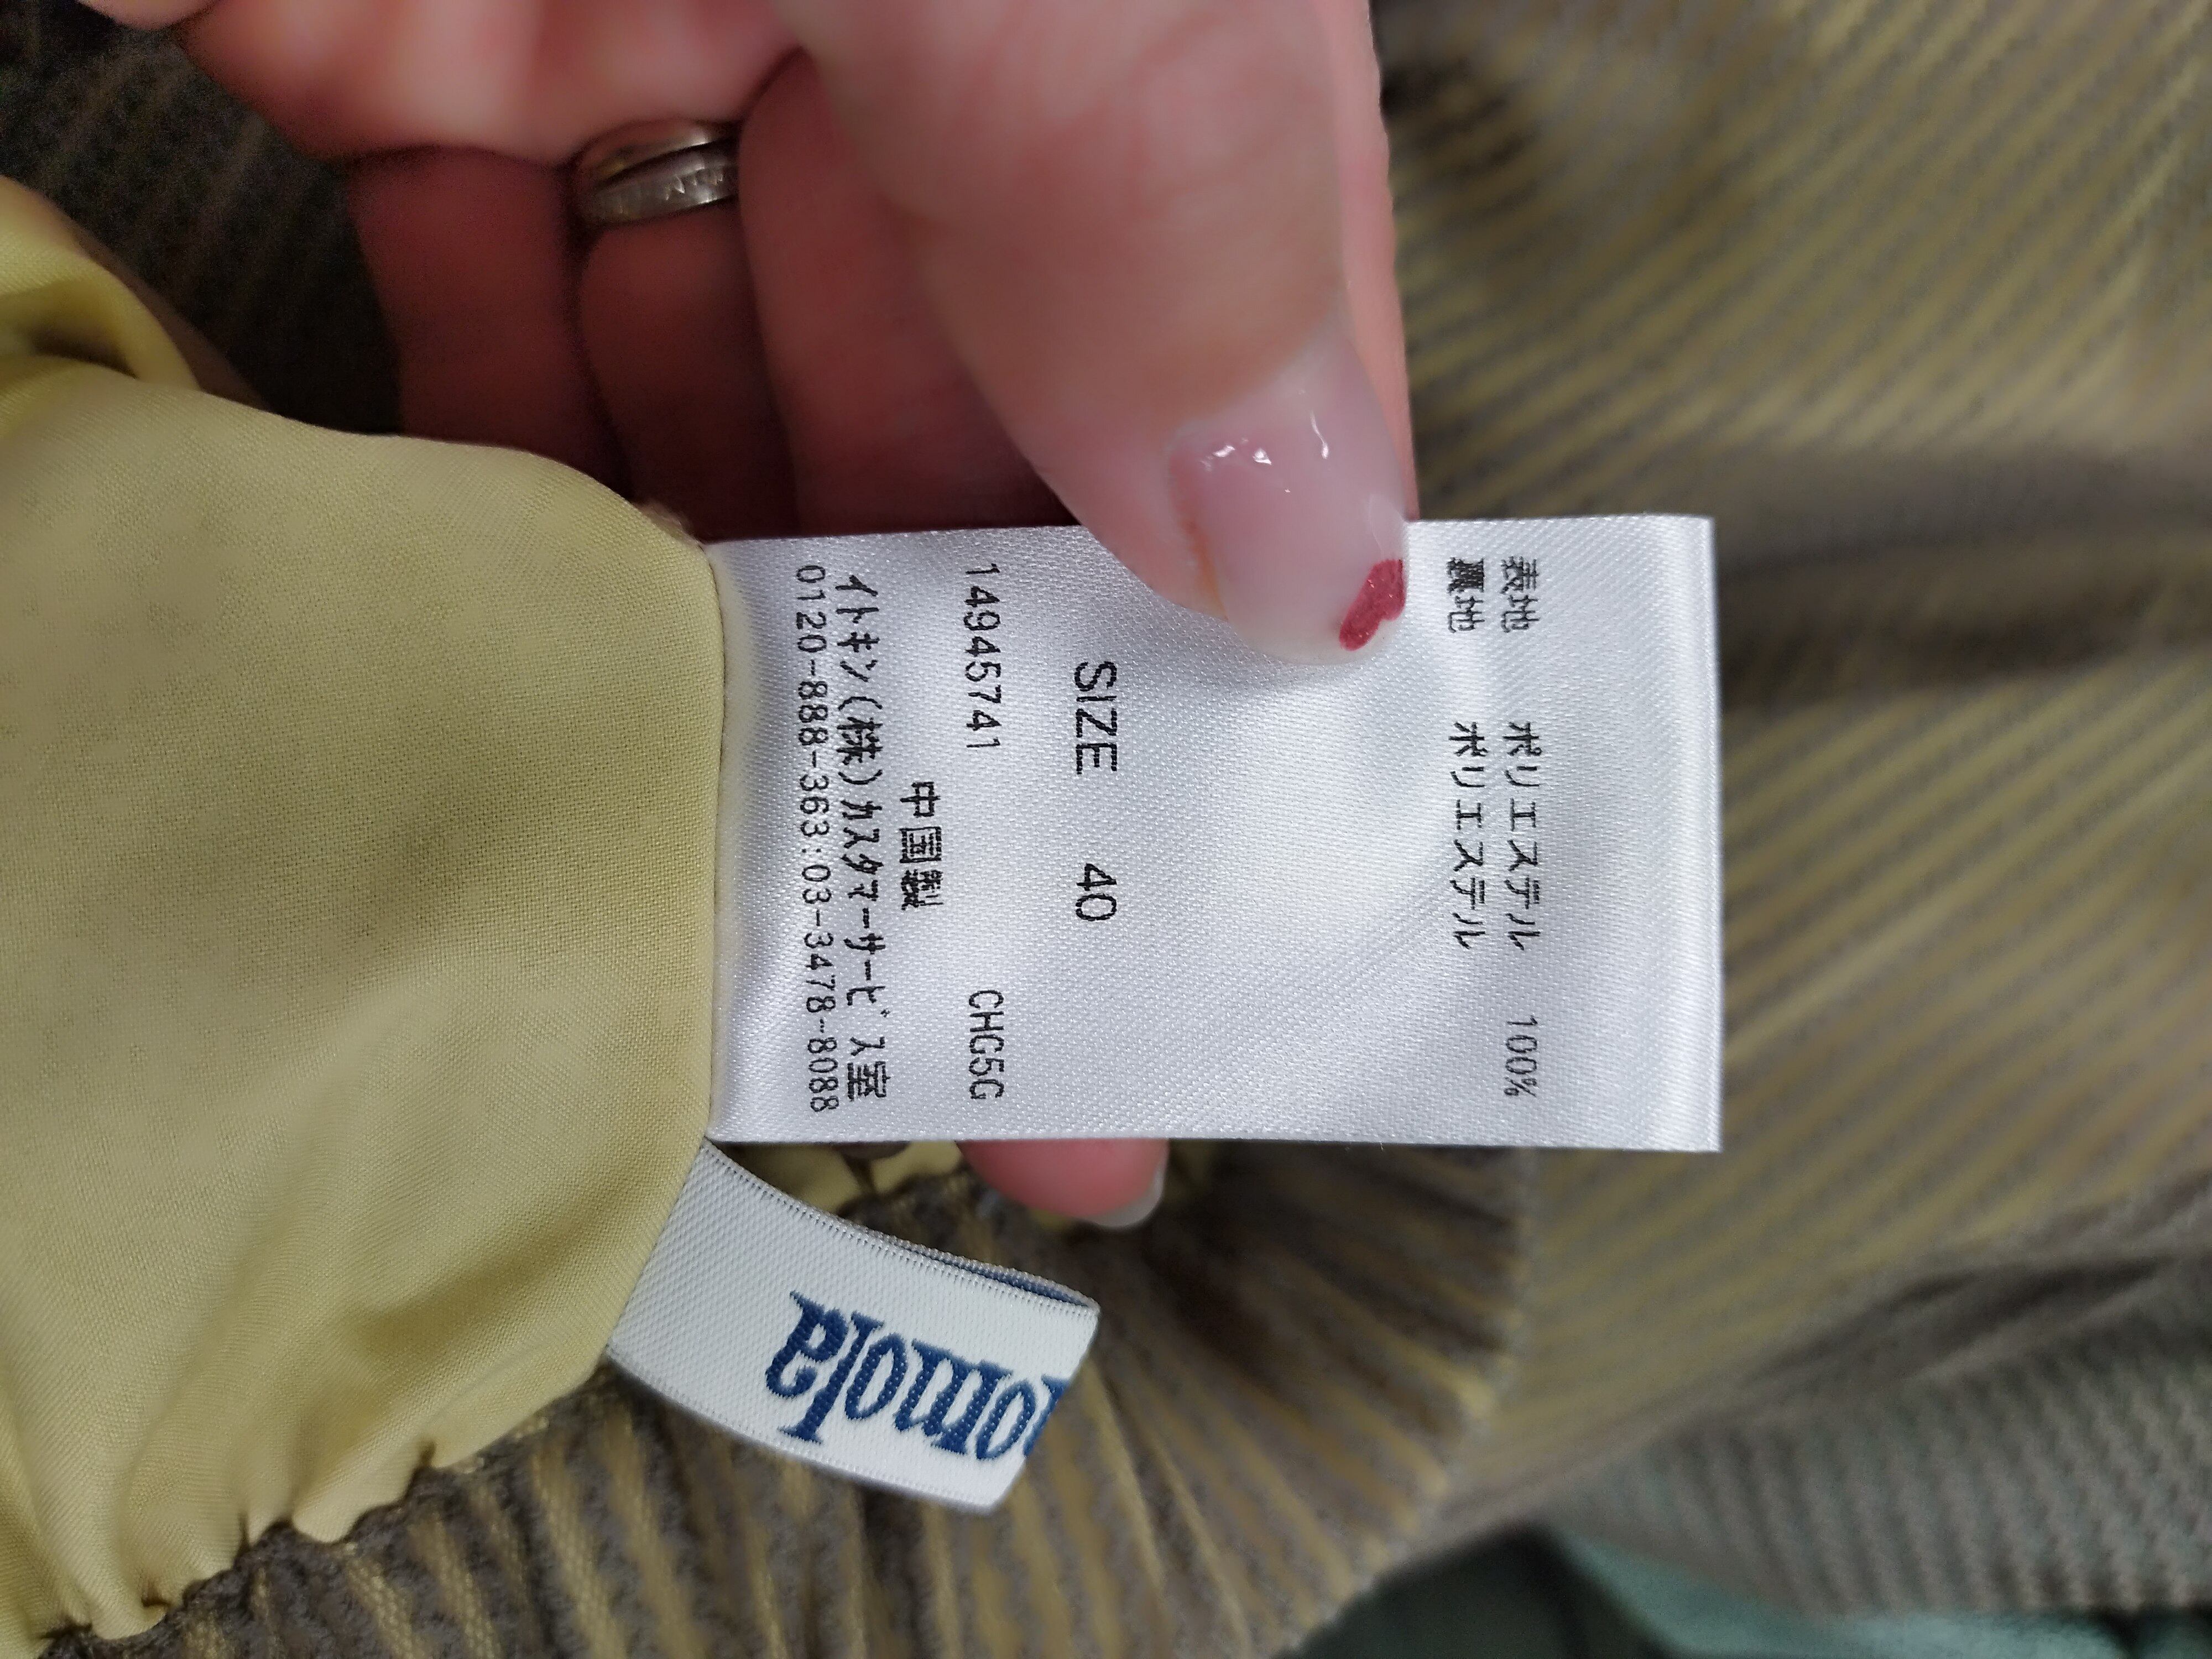 イトキン(株)カスタマーサービス室
0120-888-363:03-3478-8088
中国製
14945741 CHG5G
SIZE 40
表地 ポリエステル 100%
裏地 ポリエステル
omola